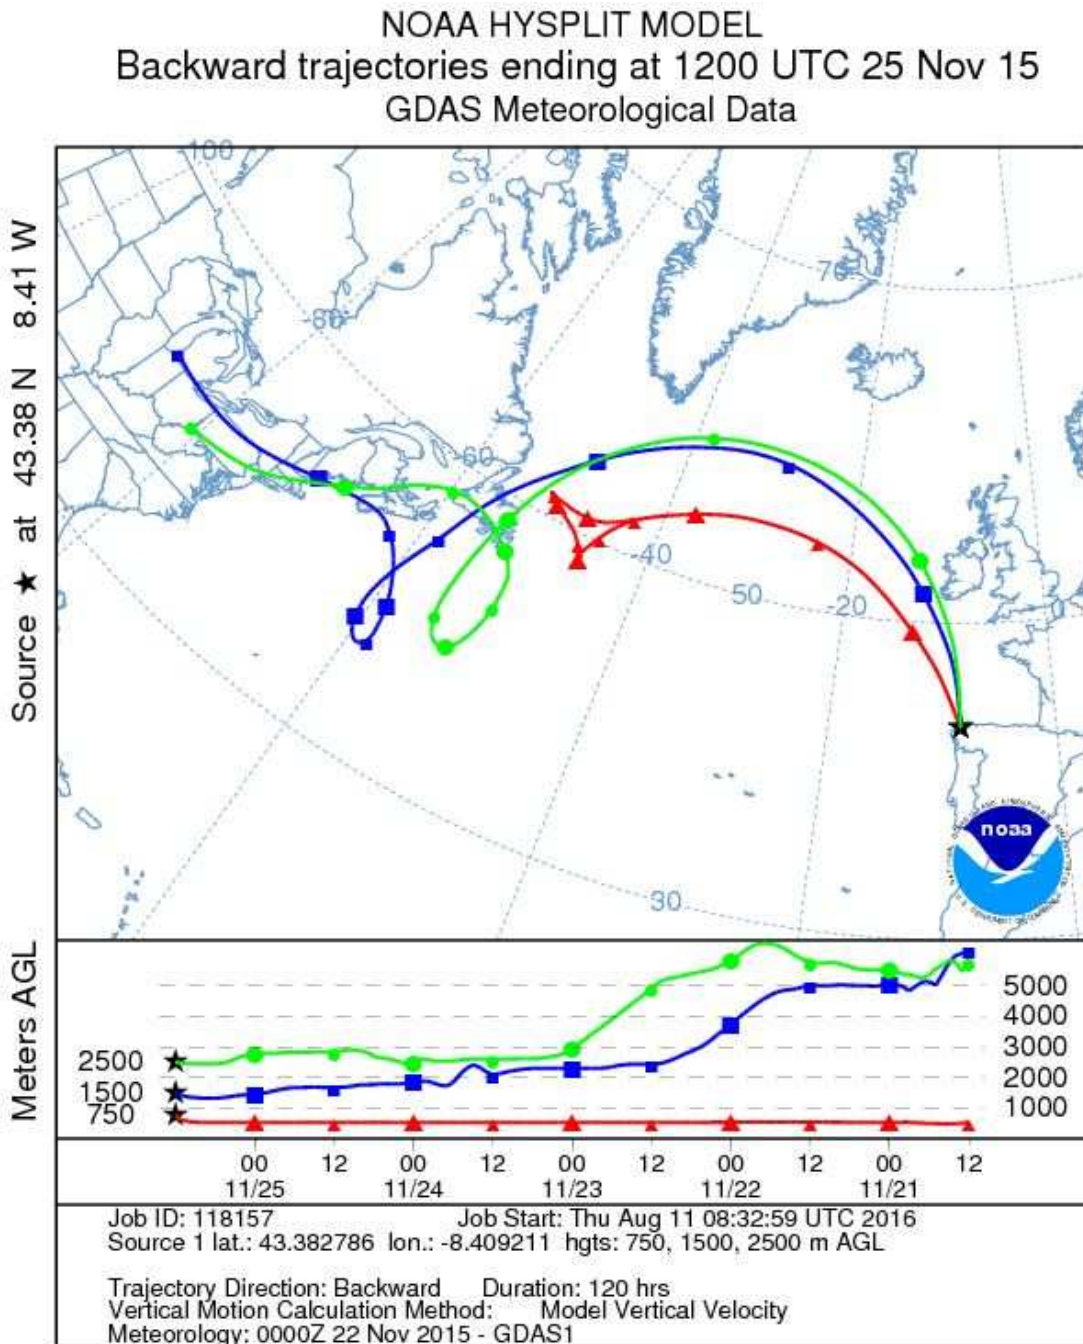 NOAA HYSPLIT MODEL
Backward trajectories ending at 1200 UTC 25 Nov 15
GDAS Meteorological Data
Source ★ at 43.38 N 8.41 W
-100
-80
70
-60
-40
50
-20
30
noaa
Meters AGL
2500
1500
750
5000
4000
3000
2000
1000
00 12 00 12 00 12 00 12 00 12
11/25 11/24 11/23 11/22 11/21
Job ID: 118157 Job Start: Thu Aug 11 08:32:59 UTC 2016
Source 1 lat.: 43.382786 lon.: -8.409211 hgts: 750, 1500, 2500 m AGL
Trajectory Direction: Backward Duration: 120 hrs
Vertical Motion Calculation Method: Model Vertical Velocity
Meteorology: 0000Z 22 Nov 2015 - GDAS1